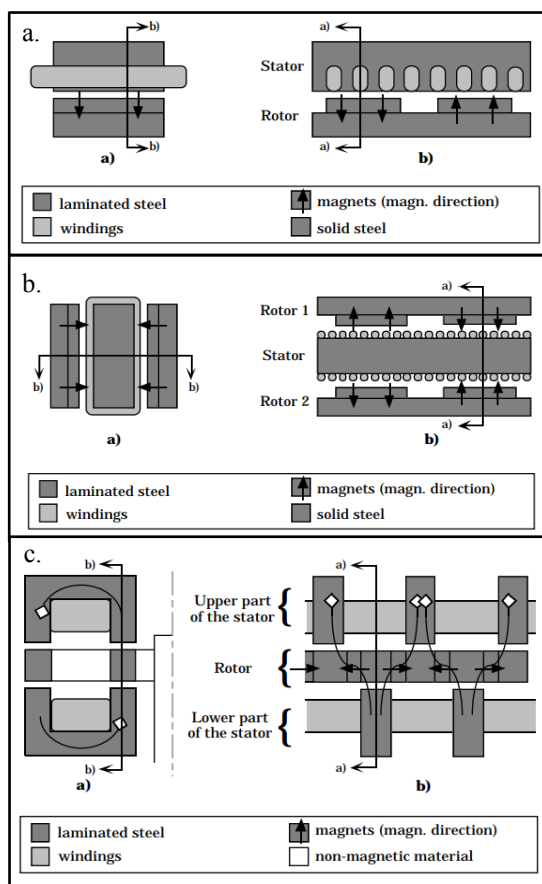 a.
b)
b)
a)
Stator
Rotor
a)
a)
b)
laminated steel
windings
magnets (magn. direction)
solid steel
b.
b)
b)
a)
Rotor 1
Stator
Rotor 2
a)
a)
b)
laminated steel
windings
magnets (magn. direction)
solid steel
c.
b)
b)
a)
Upper part
of the stator
Rotor
Lower part
of the stator
a)
a)
b)
laminated steel
windings
magnets (magn. direction)
non-magnetic material